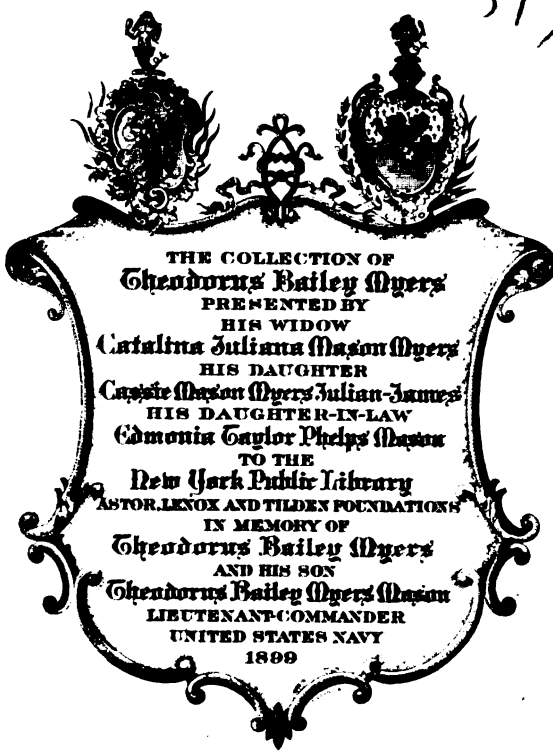 THE COLLECTION OF
Theodorus Bailey Myers
PRESENTED BY
HIS WIDOW
Catalina Juliana Mason Myers
HIS DAUGHTER
Cassie Mason Myers Julian-James
HIS DAUGHTER-IN-LAW
Edmonia Taylor Phelps Mason
TO THE
New York Public Library
ASTOR, LENOX AND TILDEN FOUNDATIONS
IN MEMORY OF
Theodorus Bailey Myers
AND HIS SON
Theodorus Bailey Myers Mason
LIEUTENANT-COMMANDER
UNITED STATES NAVY
1899